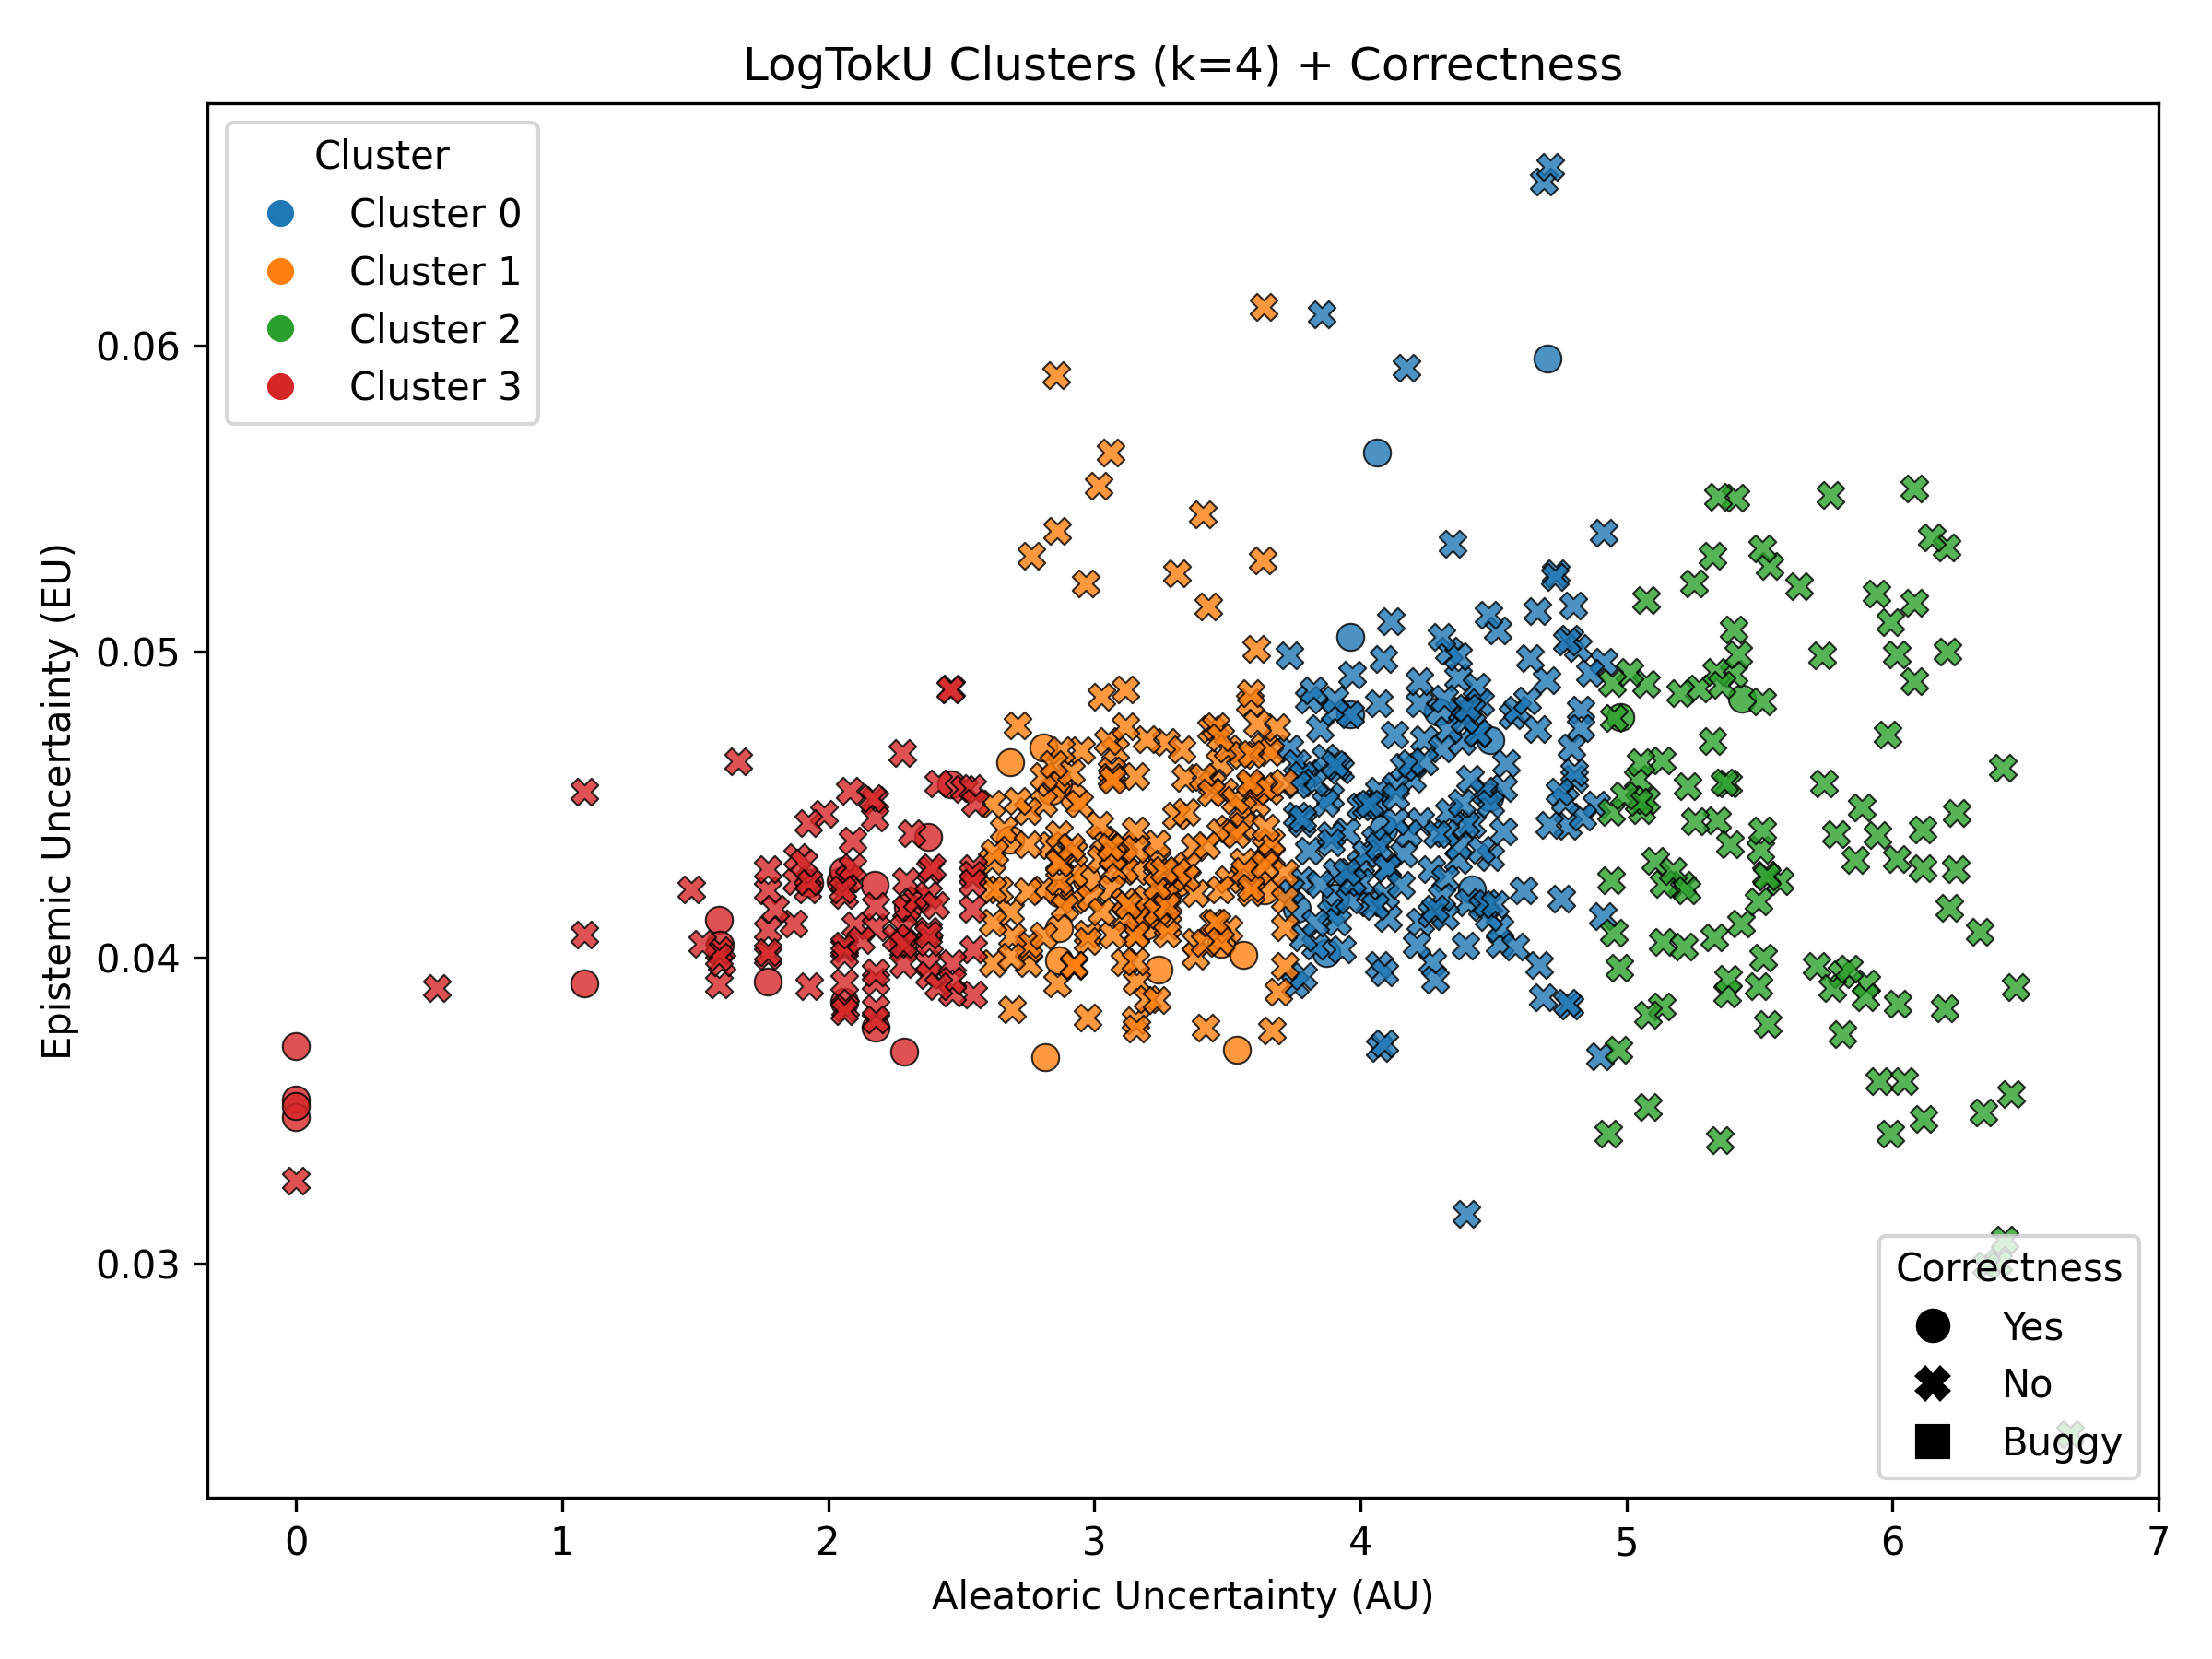 LogTokU Clusters (k=4) + Correctness
Cluster
Cluster 0
Cluster 1
Cluster 2
Cluster 3
0.06
0.05
0.04
0.03
Epistemic Uncertainty (EU)
Correctness
Yes
No
Buggy
0 1 2 3 4 5 6 7
Aleatoric Uncertainty (AU)